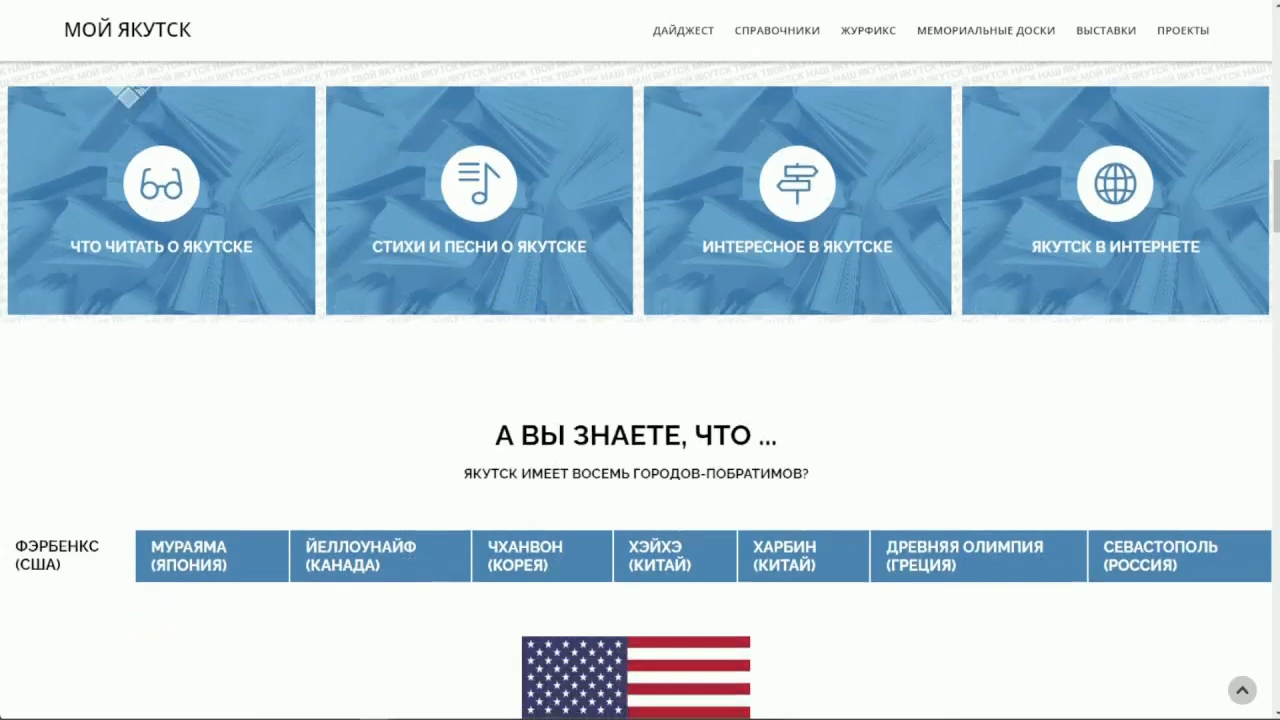 МОЙ ЯКУТСК
ДАЙДЖЕСТ СПРАВОЧНИКИ ЖУРФИКС МЕМОРИАЛЬНЫЕ ДОСКИ ВЫСТАВКИ ПРОЕКТЫ
ЧТО ЧИТАТЬ О ЯКУТСКЕ
СТИХИ И ПЕСНИ О ЯКУТСКЕ
ИНТЕРЕСНОЕ В ЯКУТСКЕ
ЯКУТСК В ИНТЕРНЕТЕ
А ВЫ ЗНАЕТЕ, ЧТО ...
ЯКУТСК ИМЕЕТ ВОСЕМЬ ГОРОДОВ-ПОБРАТИМОВ?
ФЭРБЕНКС
(США)
МУРАЯМА
(ЯПОНИЯ)
ЙЕЛЛОУНАЙФ
(КАНАДА)
ЧХАНВОН
(КОРЕЯ)
ХЭЙХЭ
(КИТАЙ)
ХАРБИН
(КИТАЙ)
ДРЕВНЯЯ ОЛИМПИЯ
(ГРЕЦИЯ)
СЕВАСТОПОЛЬ
(РОССИЯ)